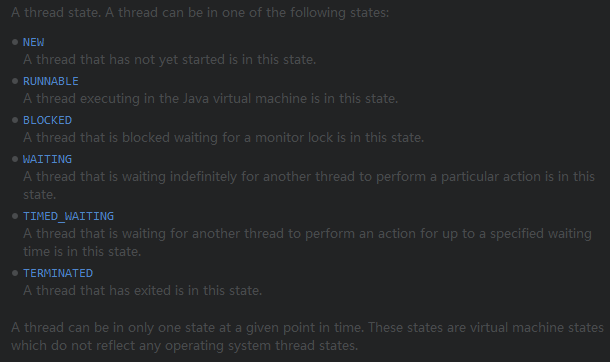 A thread state. A thread can be in one of the following states:
NEW
A thread that has not yet started is in this state.
RUNNABLE
A thread executing in the Java virtual machine is in this state.
BLOCKED
A thread that is blocked waiting for a monitor lock is in this state.
WAITING
A thread that is waiting indefinitely for another thread to perform a particular action is in this
state.
TIMED_WAITING
A thread that is waiting for another thread to perform an action for up to a specified waiting
time is in this state.
TERMINATED
A thread that has exited is in this state.
A thread can be in only one state at a given point in time. These states are virtual machine states
which do not reflect any operating system thread states.